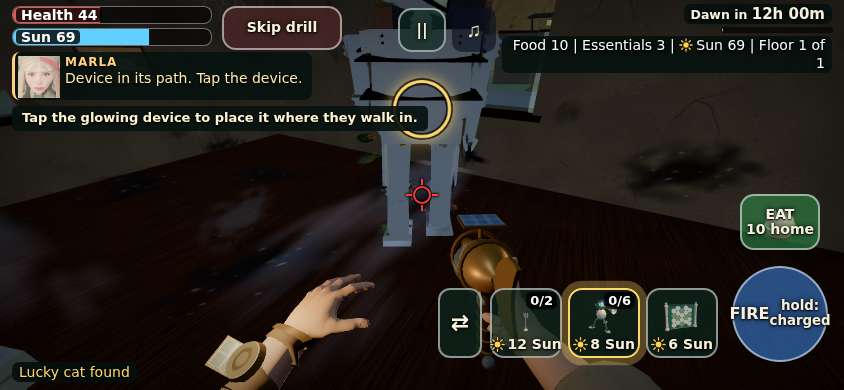 Health 44
Sun 69
Skip drill
Dawn in 12h 00m
Food 10 | Essentials 3 | ☀Sun 69 | Floor 1 of
1
MARLA
Device in its path. Tap the device.
Tap the glowing device to place it where they walk in.
EAT
10 home
0/2
12 Sun
0/6
8 Sun
6 Sun
FIRE
hold:
charged
Lucky cat found